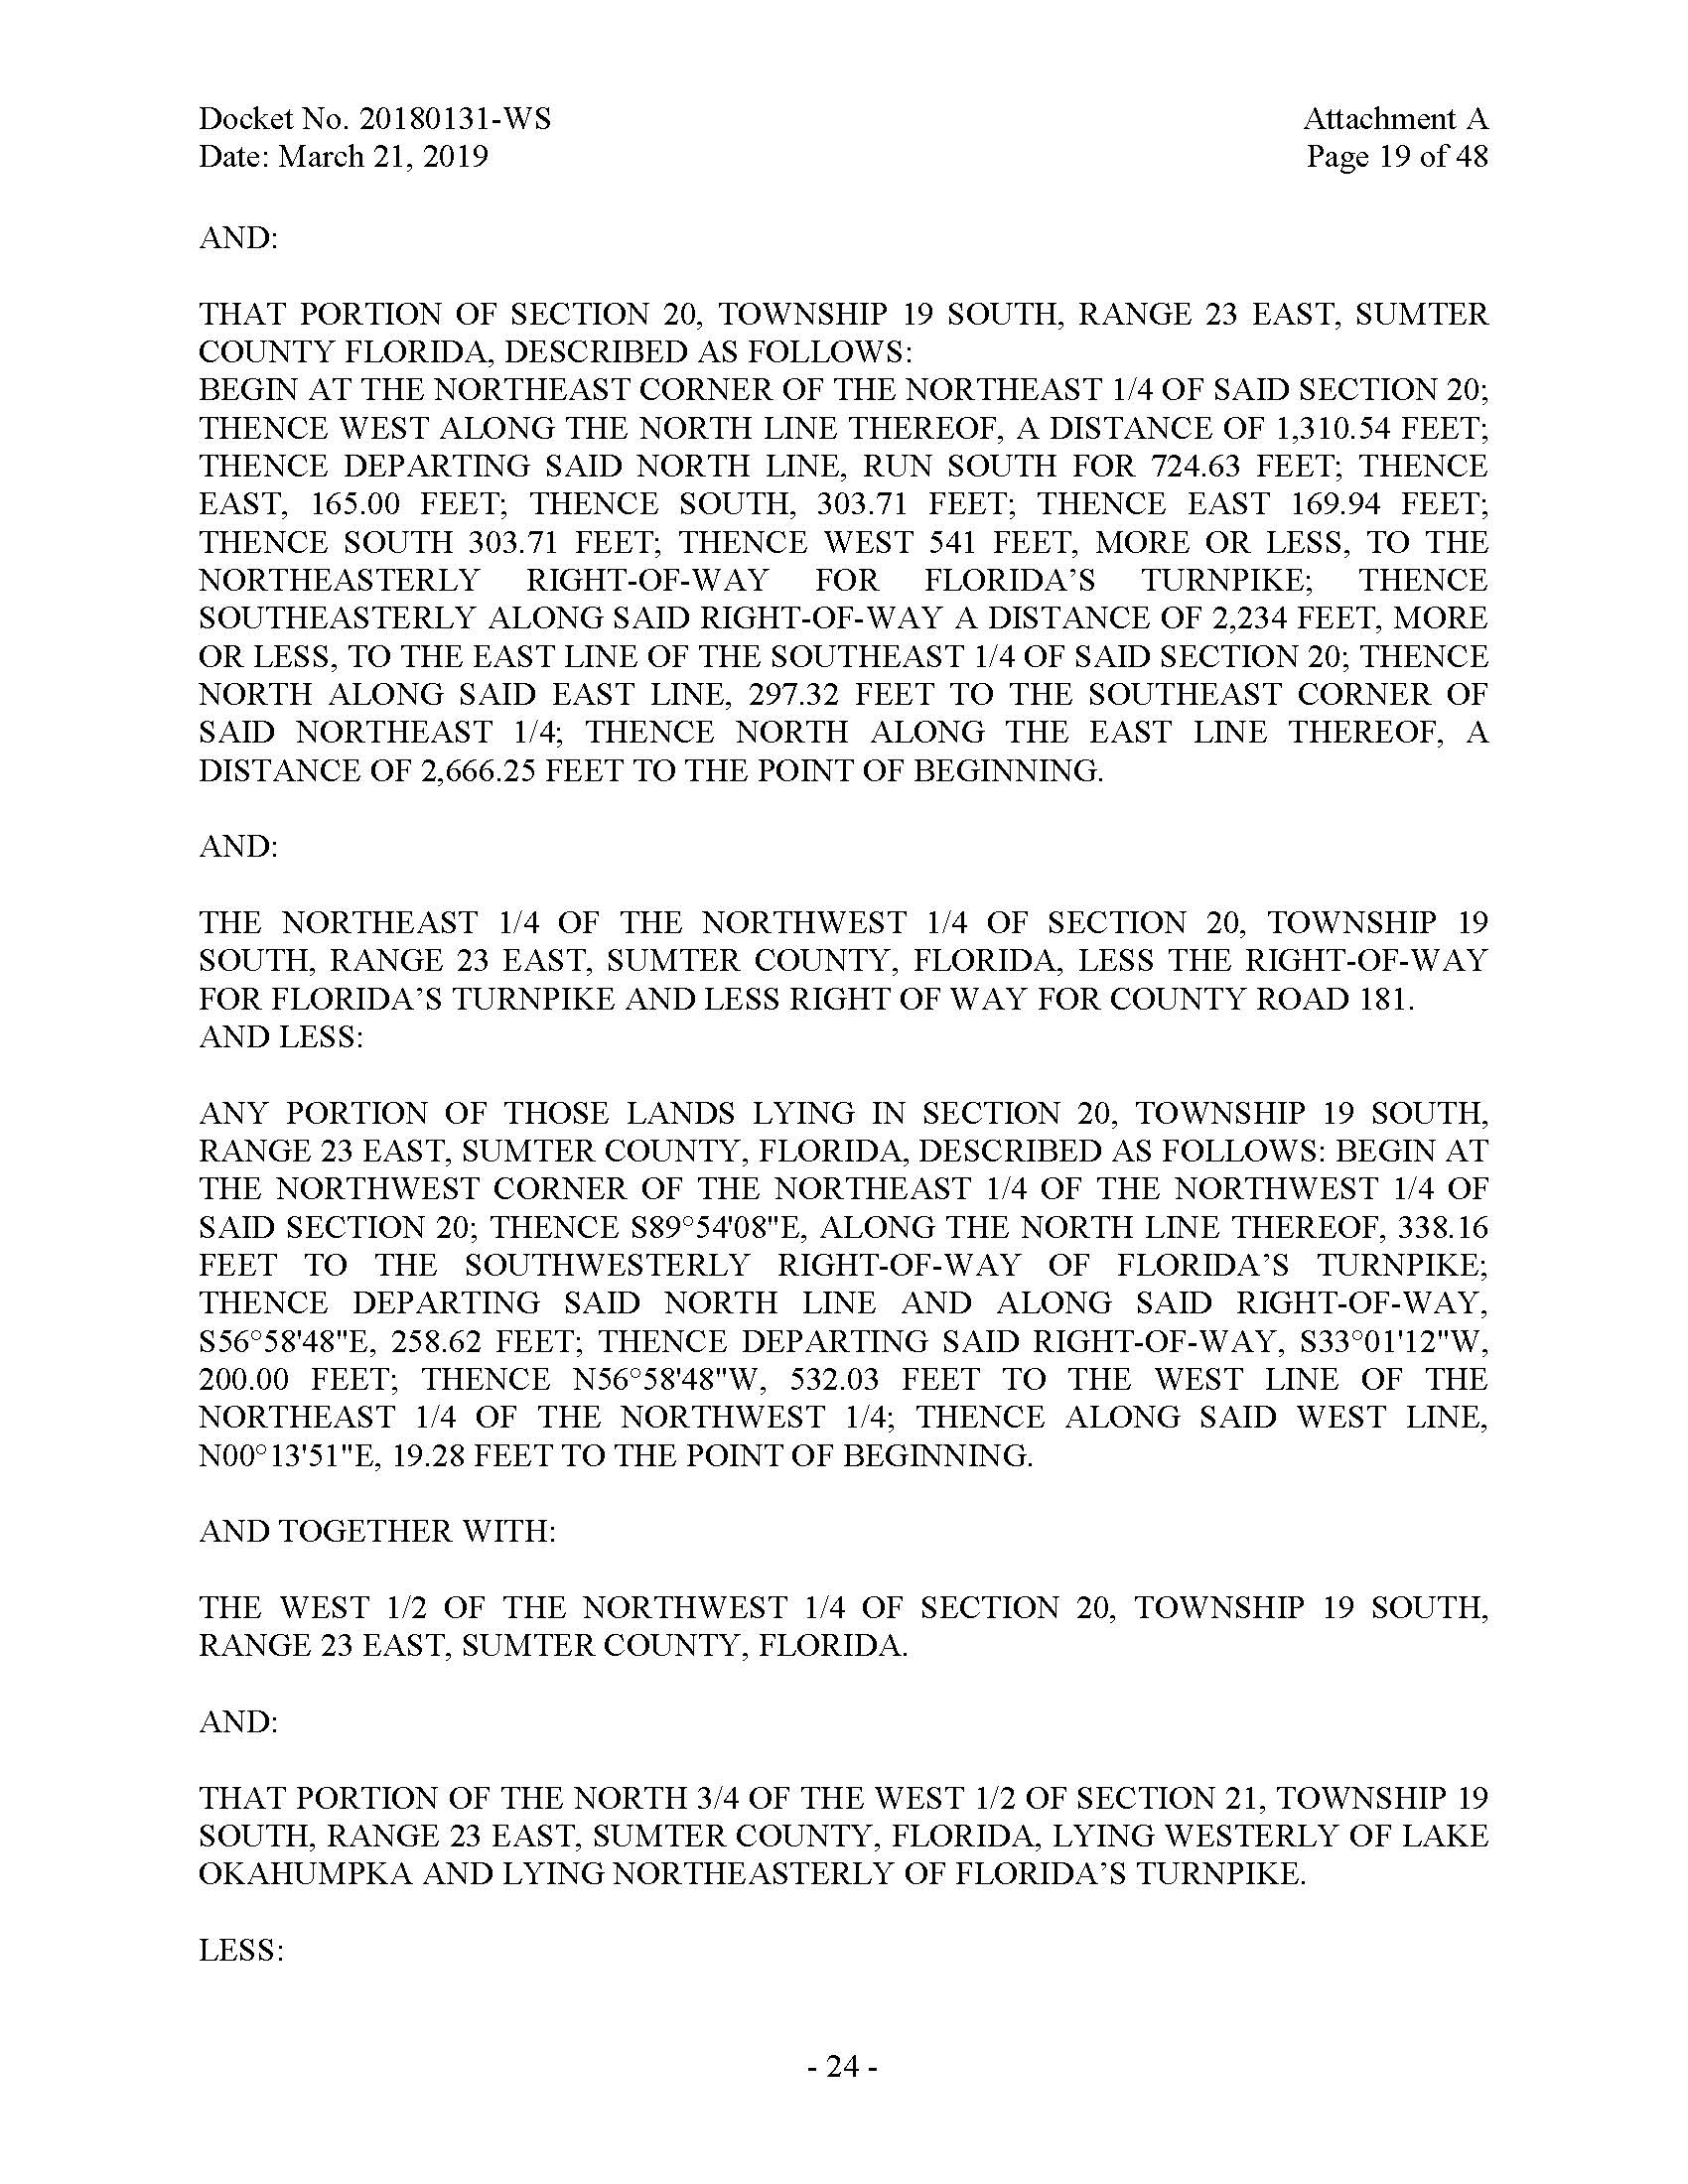 Docket No. 20180131-WS Attachment A
Date: March 21, 2019 Page 19 of 48
AND:
THAT PORTION OF SECTION 20, TOWNSHIP 19 SOUTH, RANGE 23 EAST, SUMTER
COUNTY FLORIDA, DESCRIBED AS FOLLOWS:
BEGIN AT THE NORTHEAST CORNER OF THE NORTHEAST 1/4 OF SAID SECTION 20;
THENCE WEST ALONG THE NORTH LINE THEREOF, A DISTANCE OF 1,310.54 FEET;
THENCE DEPARTING SAID NORTH LINE, RUN SOUTH FOR 724.63 FEET; THENCE
EAST, 165.00 FEET; THENCE SOUTH, 303.71 FEET; THENCE EAST 169.94 FEET;
THENCE SOUTH 303.71 FEET; THENCE WEST 541 FEET, MORE OR LESS, TO THE
NORTHEASTERLY RIGHT-OF-WAY FOR FLORIDA’S TURNPIKE; THENCE
SOUTHEASTERLY ALONG SAID RIGHT-OF-WAY A DISTANCE OF 2,234 FEET, MORE
OR LESS, TO THE EAST LINE OF THE SOUTHEAST 1/4 OF SAID SECTION 20; THENCE
NORTH ALONG SAID EAST LINE, 297.32 FEET TO THE SOUTHEAST CORNER OF
SAID NORTHEAST 1/4; THENCE NORTH ALONG THE EAST LINE THEREOF, A
DISTANCE OF 2,666.25 FEET TO THE POINT OF BEGINNING.
AND:
THE NORTHEAST 1/4 OF THE NORTHWEST 1/4 OF SECTION 20, TOWNSHIP 19
SOUTH, RANGE 23 EAST, SUMTER COUNTY, FLORIDA, LESS THE RIGHT-OF-WAY
FOR FLORIDA’S TURNPIKE AND LESS RIGHT OF WAY FOR COUNTY ROAD 181.
AND LESS:
ANY PORTION OF THOSE LANDS LYING IN SECTION 20, TOWNSHIP 19 SOUTH,
RANGE 23 EAST, SUMTER COUNTY, FLORIDA, DESCRIBED AS FOLLOWS: BEGIN AT
THE NORTHWEST CORNER OF THE NORTHEAST 1/4 OF THE NORTHWEST 1/4 OF
SAID SECTION 20; THENCE S89°54'08"E, ALONG THE NORTH LINE THEREOF, 338.16
FEET TO THE SOUTHWESTERLY RIGHT-OF-WAY OF FLORIDA’S TURNPIKE;
THENCE DEPARTING SAID NORTH LINE AND ALONG SAID RIGHT-OF-WAY,
S56°58'48"E, 258.62 FEET; THENCE DEPARTING SAID RIGHT-OF-WAY, S33°01'12"W,
200.00 FEET; THENCE N56°58'48"W, 532.03 FEET TO THE WEST LINE OF THE
NORTHEAST 1/4 OF THE NORTHWEST 1/4; THENCE ALONG SAID WEST LINE,
N00°13'51"E, 19.28 FEET TO THE POINT OF BEGINNING.
AND TOGETHER WITH:
THE WEST 1/2 OF THE NORTHWEST 1/4 OF SECTION 20, TOWNSHIP 19 SOUTH,
RANGE 23 EAST, SUMTER COUNTY, FLORIDA.
AND:
THAT PORTION OF THE NORTH 3/4 OF THE WEST 1/2 OF SECTION 21, TOWNSHIP 19
SOUTH, RANGE 23 EAST, SUMTER COUNTY, FLORIDA, LYING WESTERLY OF LAKE
OKAHUMPKA AND LYING NORTHEASTERLY OF FLORIDA’S TURNPIKE.
LESS:
- 24 -